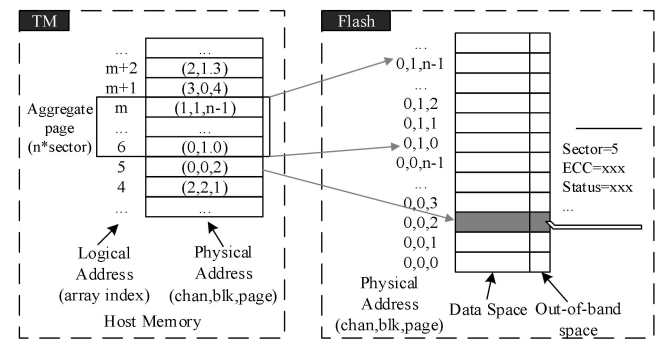 TM
...
...
m+2
(2,1.3)
m+1
(3,0,4)
m
(1,1,n-1)
...
...
6
(0,1.0)
5
(0,0,2)
4
(2,2,1)
...
...
Aggregate
page
(n*sector)
Logical
Address
(array index)
Physical
Address
(chan,blk,page)
Host Memory
Flash
...
0,1,n-1
...
0,1,2
0,1,1
0,1,0
0,0,n-1
...
0,0,3
0,0,2
0,0,1
0,0,0
Physical
Address
(chan,blk,page)
Data Space
Out-of-band
space
Sector=5
ECC=xxx
Status=xxx
...